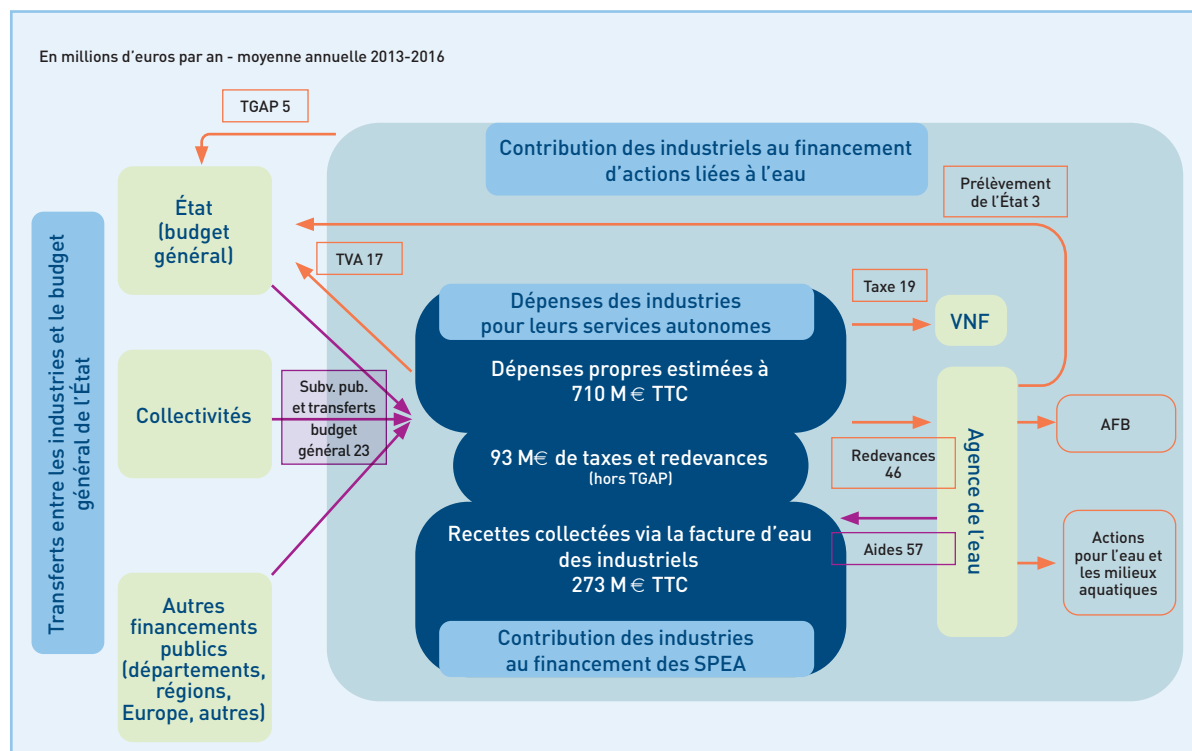 En millions d'euros par an - moyenne annuelle 2013-2016
TGAP 5
Contribution des industriels au financement
d'actions liées à l'eau
Prélèvement
de l'État 3
État
(budget
général)
TVA 17
Taxe 19
VNF
Transferts entre les industries et le budget
général de l'État
Dépenses des industries
pour leurs services autonomes
Dépenses propres estimées à
710 M € TTC
Collectivités
Subv. pub.
et transferts
budget
général 23
93 M€ de taxes et redevances
(hors TGAP)
Redevances
46
Agence de l'eau
AFB
Recettes collectées via la facture d'eau
des industriels
273 M € TTC
Aides 57
Actions
pour l'eau et
les milieux
aquatiques
Autres
financements
publics
(départements,
régions,
Europe, autres)
Contribution des industries
au financement des SPEA